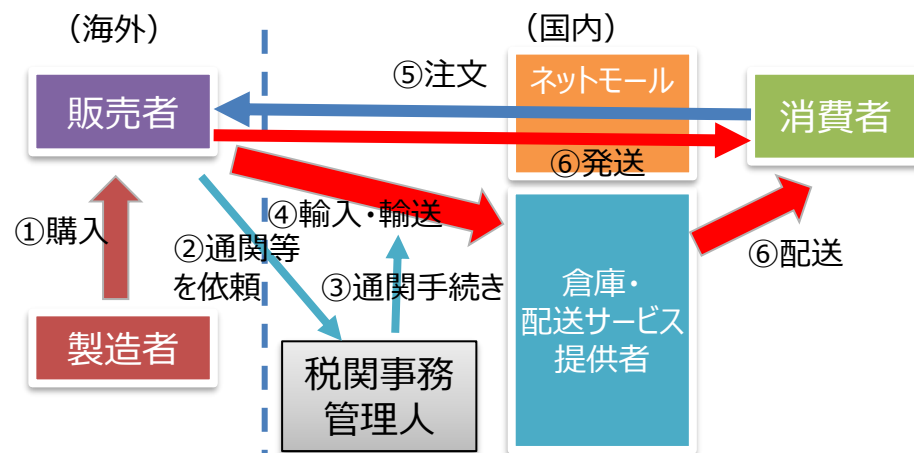 （海外）
（国内）
⑤注文
ネットモール
販売者
消費者
⑥発送
①購入
④輸入・輸送
②通関等
を依頼
③通関手続き
⑥配送
倉庫・
配送サービス
提供者
製造者
税関事務
管理人